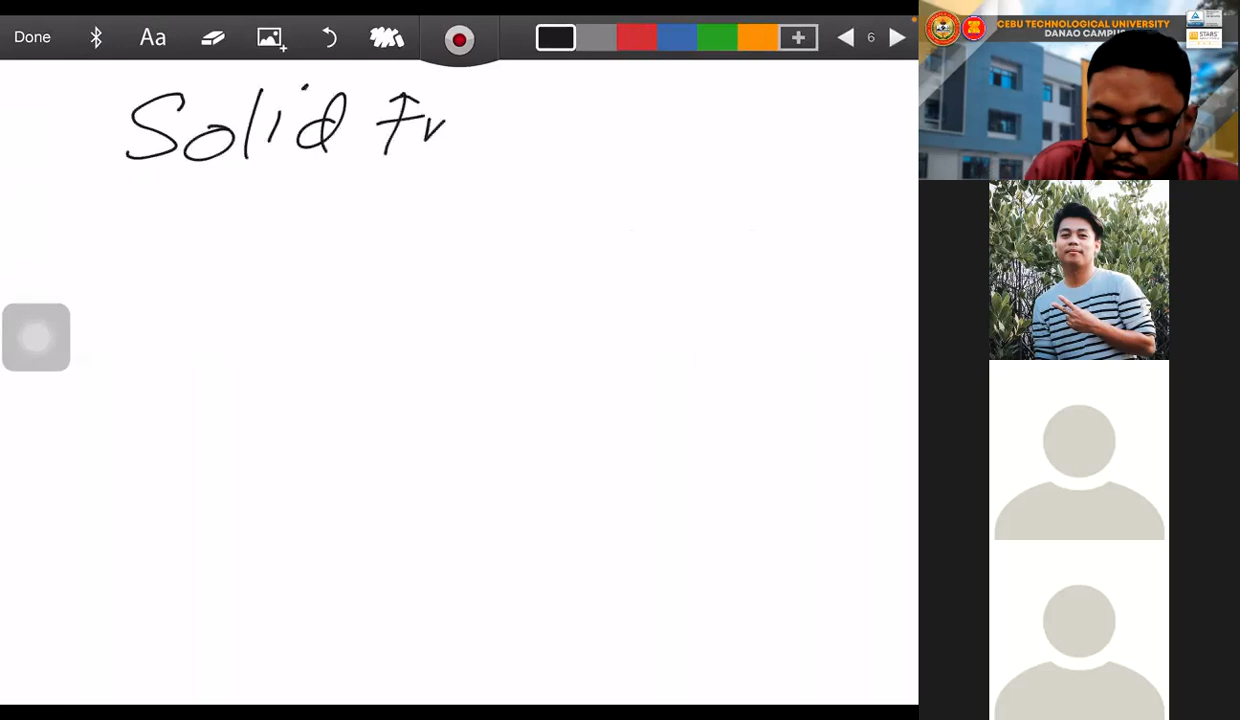 Done Aa 6
CEBU TECHNOLOGICAL UNIVERSITY
DANAO CAMPUS
Solid Fr